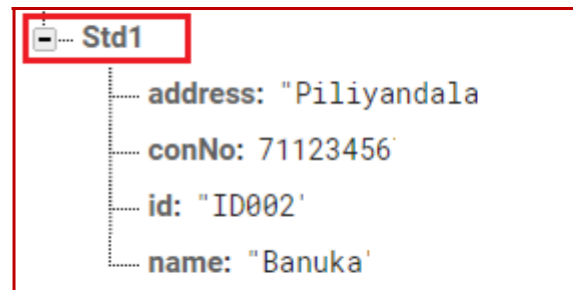 Std1
address: "Piliyandala
conNo: 71123456
id: "ID002'
name: "Banuka'